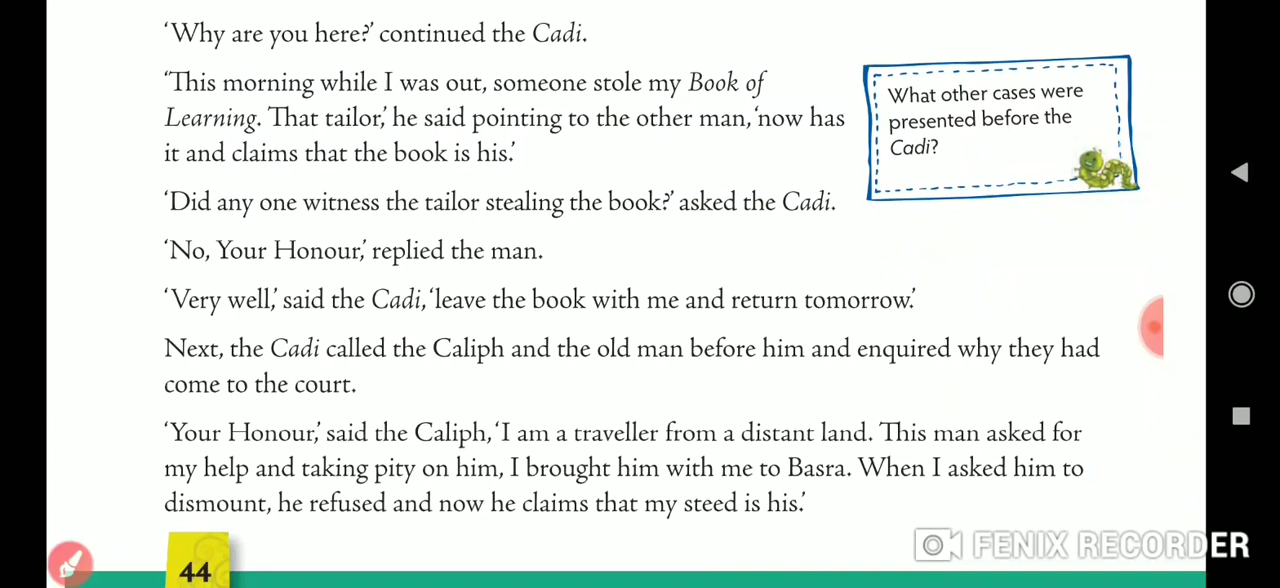 ‘Why are you here?’ continued the Cadi.
‘This morning while I was out, someone stole my Book of
Learning. That tailor,’ he said pointing to the other man, ‘now has
it and claims that the book is his.’
What other cases were
presented before the
Cadi?
‘Did any one witness the tailor stealing the book?’ asked the Cadi.
‘No, Your Honour,’ replied the man.
‘Very well,’ said the Cadi, ‘leave the book with me and return tomorrow.’
Next, the Cadi called the Caliph and the old man before him and enquired why they had
come to the court.
‘Your Honour,’ said the Caliph, ‘I am a traveller from a distant land. This man asked for
my help and taking pity on him, I brought him with me to Basra. When I asked him to
dismount, he refused and now he claims that my steed is his.’
44
FENIX RECORDER